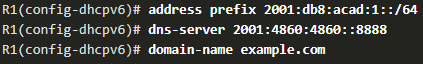 R1(config-dhcpv6)# address prefix 2001:db8:acad:1::/64
R1(config-dhcpv6)# dns-server 2001:4860:4860::8888
R1(config-dhcpv6)# domain-name example.com